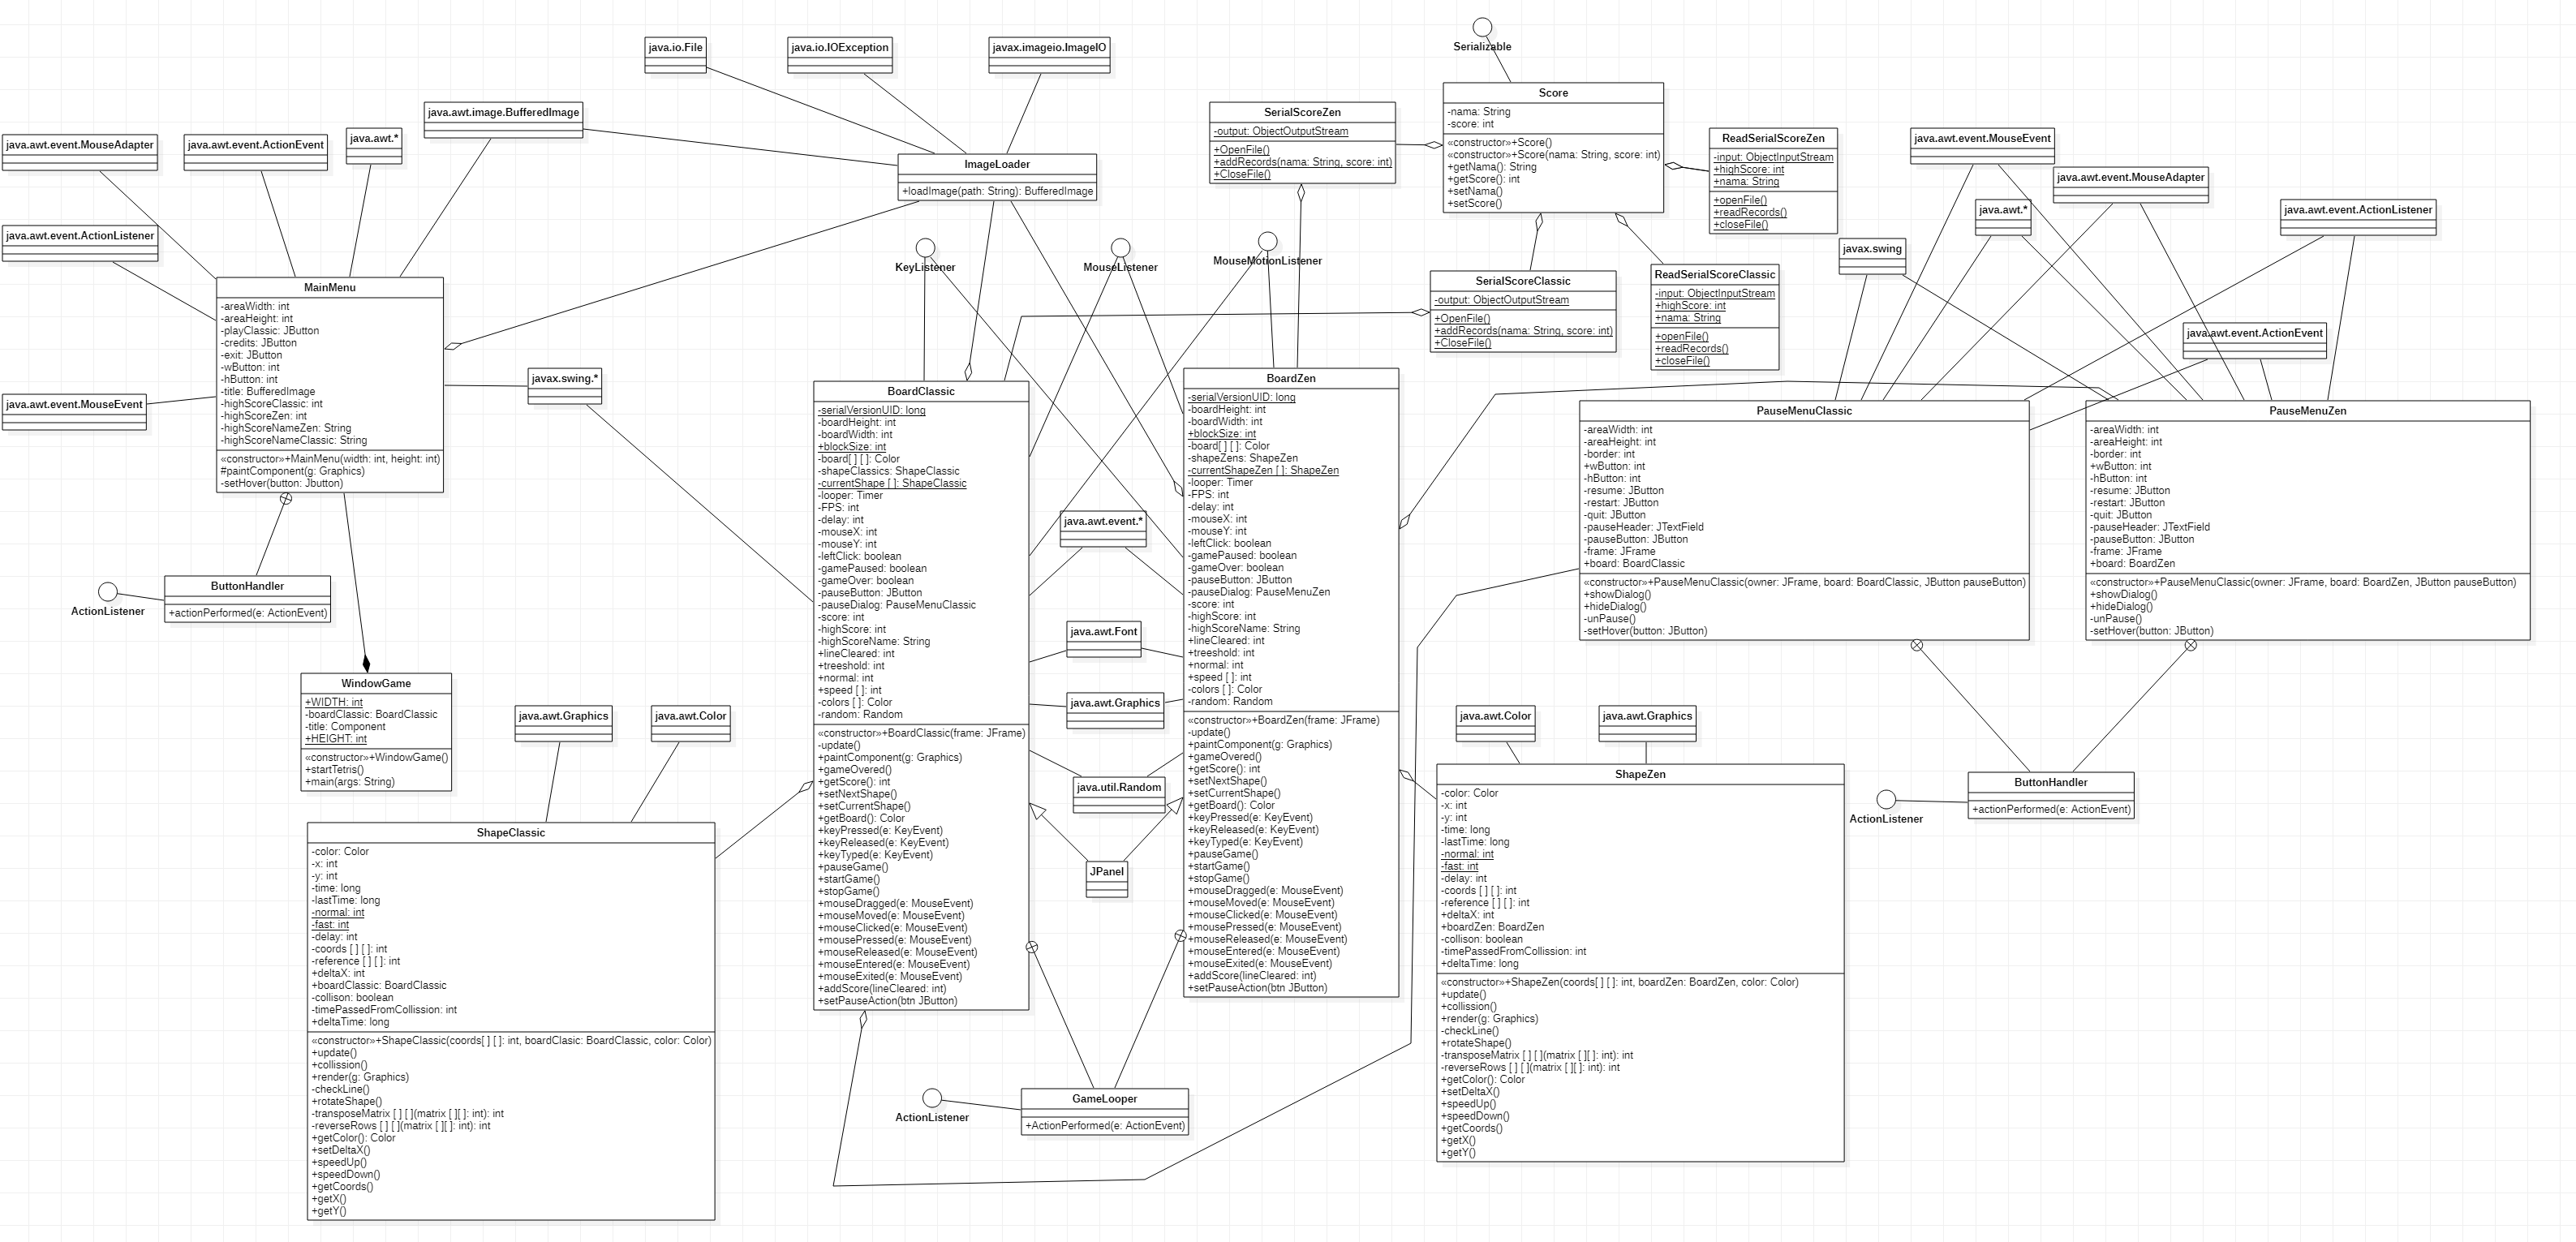 Serializable
java.io.File
java.io.IOException
javax.imageio.ImageIO
java.awt.image.BufferedImage
java.awt.event.MouseAdapter
java.awt.event.ActionEvent
java.awt.*
java.awt.event.ActionListener
java.awt.event.MouseEvent
ImageLoader
+loadImage(path: String): BufferedImage
SerialScoreZen
-output: ObjectOutputStream
+OpenFile()
+addRecords(nama: String, score: int)
+CloseFile()
Score
-nama: String
-score: int
«constructor»+Score()
«constructor»+Score(nama: String, score: int)
+getNama(): String
+getScore(): int
+setNama()
+setScore()
ReadSerialScoreZen
-input: ObjectInputStream
+highScore: int
+nama: String
+openFile()
+readRecords()
+closeFile()
java.awt.event.MouseEvent
java.awt.event.MouseAdapter
java.awt.*
java.awt.event.ActionListener
javax.swing
java.awt.event.ActionEvent
KeyListener
MouseListener
MouseMotionListener
SerialScoreClassic
-output: ObjectOutputStream
+OpenFile()
+addRecords(nama: String, score: int)
+CloseFile()
ReadSerialScoreClassic
-input: ObjectInputStream
+highScore: int
+nama: String
+openFile()
+readRecords()
+closeFile()
MainMenu
-areaWidth: int
-areaHeight: int
-playClassic: JButton
-credits: JButton
-exit: JButton
-wButton: int
-hButton: int
-title: BufferedImage
-highScoreClassic: int
-highScoreZen: int
-highScoreNameZen: String
-highScoreNameClassic: String
«constructor»+MainMenu(width: int, height: int)
#paintComponent(g: Graphics)
-setHover(button: Jbutton)
javax.swing.*
ButtonHandler
+actionPerformed(e: ActionEvent)
ActionListener
WindowGame
+WIDTH: int
-boardClassic: BoardClassic
-title: Component
+HEIGHT: int
«constructor»+WindowGame()
+startTetris()
+main(args: String)
java.awt.Graphics
java.awt.Color
ShapeClassic
-color: Color
-x: int
-y: int
-time: long
-lastTime: long
-normal: int
-fast: int
-delay: int
-coords [ ] [ ]: int
-reference [ ] [ ]: int
+deltaX: int
+boardClassic: BoardClassic
-collison: boolean
-timePassedFromCollission: int
+deltaTime: long
«constructor»+ShapeClassic(coords[ ] [ ]: int, boardClasic: BoardClassic, color: Color)
+update()
+collission()
+render(g: Graphics)
-checkLine()
+rotateShape()
-transposeMatrix [ ] [ ](matrix [ ][ ]: int): int
-reverseRows [ ] [ ](matrix [ ][ ]: int): int
+getColor(): Color
+setDeltaX()
+speedUp()
+speedDown()
+getCoords()
+getX()
+getY()
BoardClassic
-serialVersionUID: long
-boardHeight: int
-boardWidth: int
+blockSize: int
-board[ ] [ ]: Color
-shapeClassics: ShapeClassic
-currentShape [ ]: ShapeClassic
-looper: Timer
-FPS: int
-delay: int
-mouseX: int
-mouseY: int
-leftClick: boolean
-gamePaused: boolean
-gameOver: boolean
-pauseButton: JButton
-pauseDialog: PauseMenuClassic
-score: int
-highScore: int
-highScoreName: String
+lineCleared: int
+treeshold: int
+normal: int
+speed [ ]: int
-colors [ ]: Color
-random: Random
«constructor»+BoardClassic(frame: JFrame)
-update()
+paintComponent(g: Graphics)
+gameOvered()
+getScore(): int
+setNextShape()
+setCurrentShape()
+getBoard(): Color
+keyPressed(e: KeyEvent)
+keyReleased(e: KeyEvent)
+keyTyped(e: KeyEvent)
+pauseGame()
+startGame()
+stopGame()
+mouseDragged(e: MouseEvent)
+mouseMoved(e: MouseEvent)
+mouseClicked(e: MouseEvent)
+mousePressed(e: MouseEvent)
+mouseReleased(e: MouseEvent)
+mouseEntered(e: MouseEvent)
+mouseExited(e: MouseEvent)
+addScore(lineCleared: int)
+setPauseAction(btn JButton)
java.awt.event.*
java.awt.Font
java.awt.Graphics
java.util.Random
JPanel
GameLooper
+ActionPerformed(e: ActionEvent)
ActionListener
BoardZen
-serialVersionUID: long
-boardHeight: int
-boardWidth: int
+blockSize: int
-board[ ] [ ]: Color
-shapeZens: ShapeZen
-currentShapeZen [ ]: ShapeZen
-looper: Timer
-FPS: int
-delay: int
-mouseX: int
-mouseY: int
-leftClick: boolean
-gamePaused: boolean
-gameOver: boolean
-pauseButton: JButton
-pauseDialog: PauseMenuZen
-score: int
-highScore: int
-highScoreName: String
+lineCleared: int
+treeshold: int
+normal: int
+speed [ ]: int
-colors [ ]: Color
-random: Random
«constructor»+BoardZen(frame: JFrame)
-update()
+paintComponent(g: Graphics)
+gameOvered()
+getScore(): int
+setNextShape()
+setCurrentShape()
+getBoard(): Color
+keyPressed(e: KeyEvent)
+keyReleased(e: KeyEvent)
+keyTyped(e: KeyEvent)
+pauseGame()
+startGame()
+stopGame()
+mouseDragged(e: MouseEvent)
+mouseMoved(e: MouseEvent)
+mouseClicked(e: MouseEvent)
+mousePressed(e: MouseEvent)
+mouseReleased(e: MouseEvent)
+mouseEntered(e: MouseEvent)
+mouseExited(e: MouseEvent)
+addScore(lineCleared: int)
+setPauseAction(btn JButton)
PauseMenuClassic
-areaWidth: int
-areaHeight: int
-border: int
+wButton: int
-hButton: int
-resume: JButton
-restart: JButton
-quit: JButton
-pauseHeader: JTextField
-pauseButton: JButton
-frame: JFrame
+board: BoardClassic
«constructor»+PauseMenuClassic(owner: JFrame, board: BoardClassic, JButton pauseButton)
+showDialog()
+hideDialog()
-unPause()
-setHover(button: JButton)
PauseMenuZen
-areaWidth: int
-areaHeight: int
-border: int
+wButton: int
-hButton: int
-resume: JButton
-restart: JButton
-quit: JButton
-pauseHeader: JTextField
-pauseButton: JButton
-frame: JFrame
+board: BoardZen
«constructor»+PauseMenuClassic(owner: JFrame, board: BoardZen, JButton pauseButton)
+showDialog()
+hideDialog()
-unPause()
-setHover(button: JButton)
java.awt.Color
java.awt.Graphics
ShapeZen
-color: Color
-x: int
-y: int
-time: long
-lastTime: long
-normal: int
-fast: int
-delay: int
-coords [ ] [ ]: int
-reference [ ] [ ]: int
+deltaX: int
+boardZen: BoardZen
-collison: boolean
-timePassedFromCollission: int
+deltaTime: long
«constructor»+ShapeZen(coords[ ] [ ]: int, boardZen: BoardZen, color: Color)
+update()
+collission()
+render(g: Graphics)
-checkLine()
+rotateShape()
-transposeMatrix [ ] [ ](matrix [ ][ ]: int): int
-reverseRows [ ] [ ](matrix [ ][ ]: int): int
+getColor(): Color
+setDeltaX()
+speedUp()
+speedDown()
+getCoords()
+getX()
+getY()
ButtonHandler
+actionPerformed(e: ActionEvent)
ActionListener